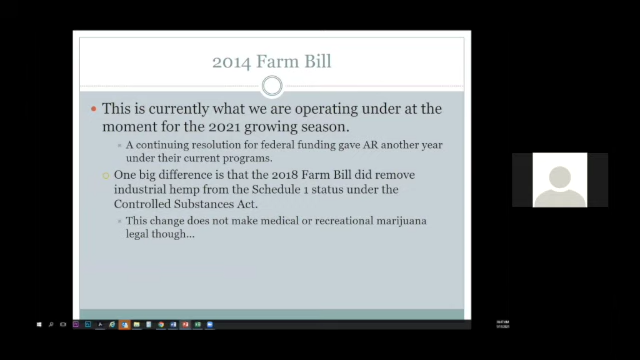 2014 Farm Bill
This is currently what we are operating under at the
moment for the 2021 growing season.
A continuing resolution for federal funding gave AR another year
under their current programs.
One big difference is that the 2018 Farm Bill did remove
industrial hemp from the Schedule 1 status under the
Controlled Substances Act.
This change does not make medical or recreational marijuana
legal though...